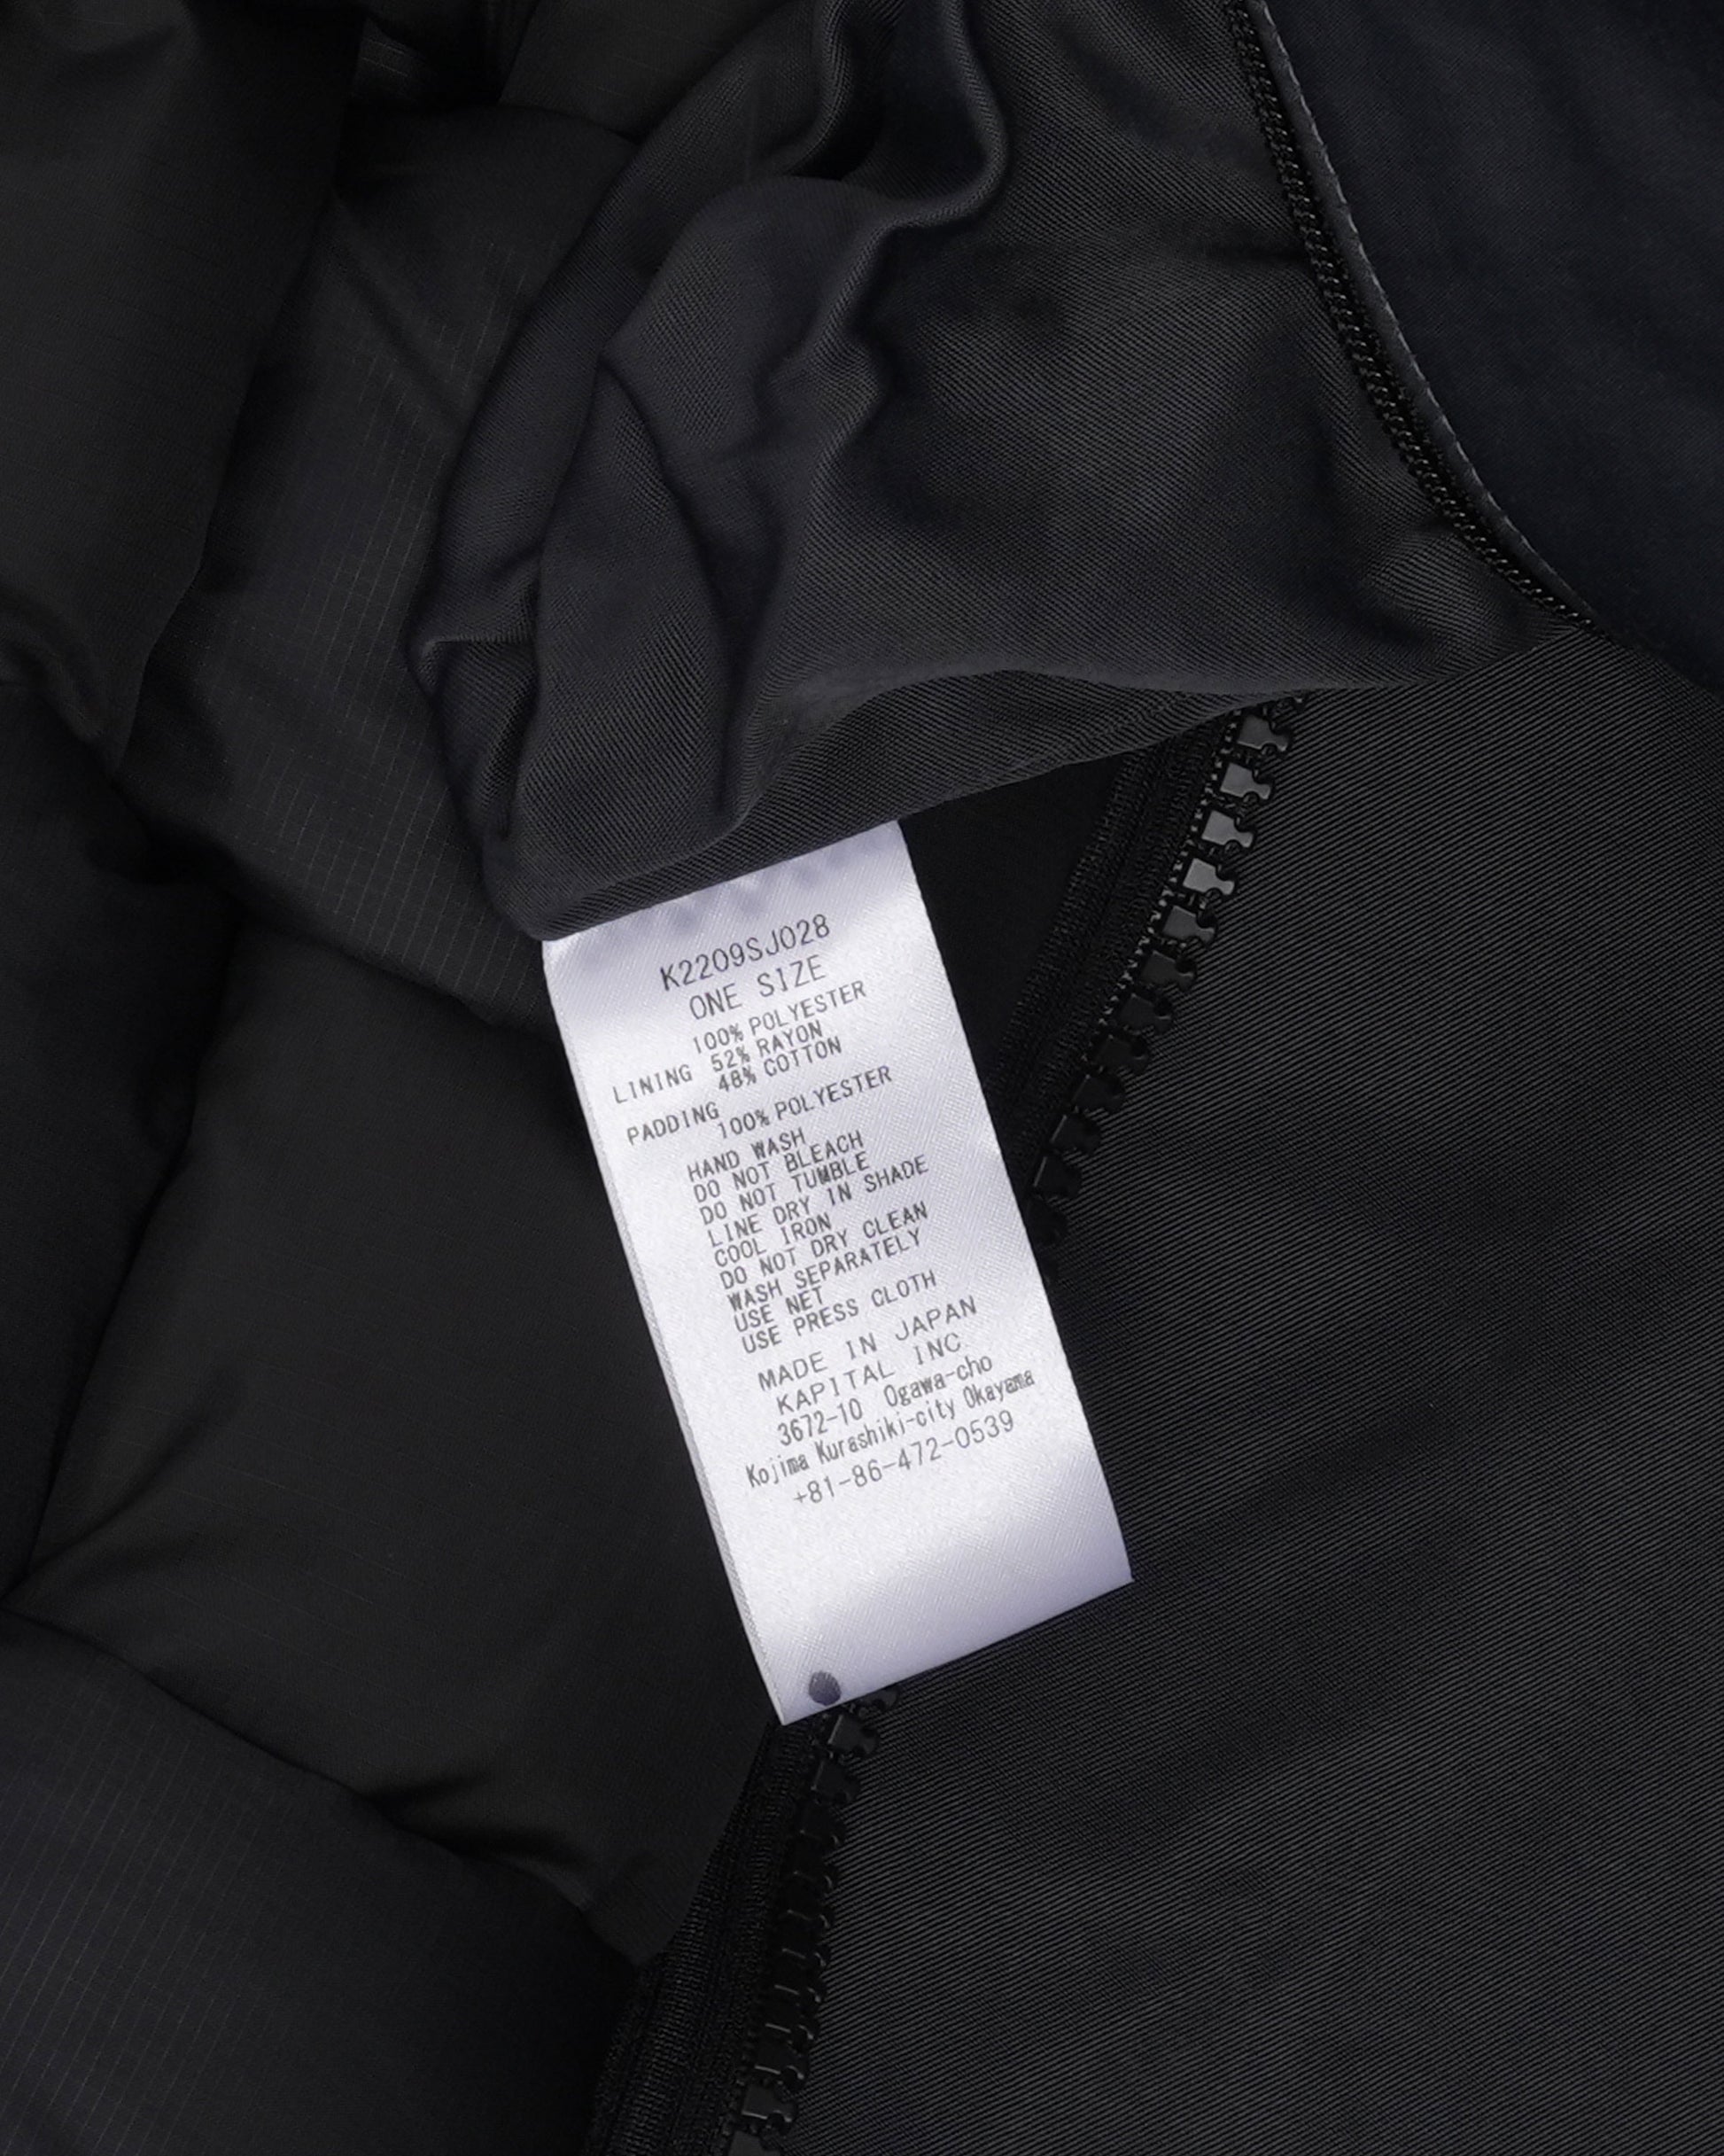 K2209SJ028
ONE SIZE
100% POLYESTER
LINING 52% RAYON
48% COTTON
PADDING
100% POLYESTER
HAND WASH
DO NOT BLEACH
DO NOT TUMBLE
LINE DRY IN SHADE
COOL IRON
DO NOT DRY CLEAN
WASH SEPARATELY
USE NET
USE PRESS CLOTH
MADE IN JAPAN
KAPITAL INC.
3672-10 Ogawa-cho
Kojima Kurashiki-city Okayama
+81-86-472-0539